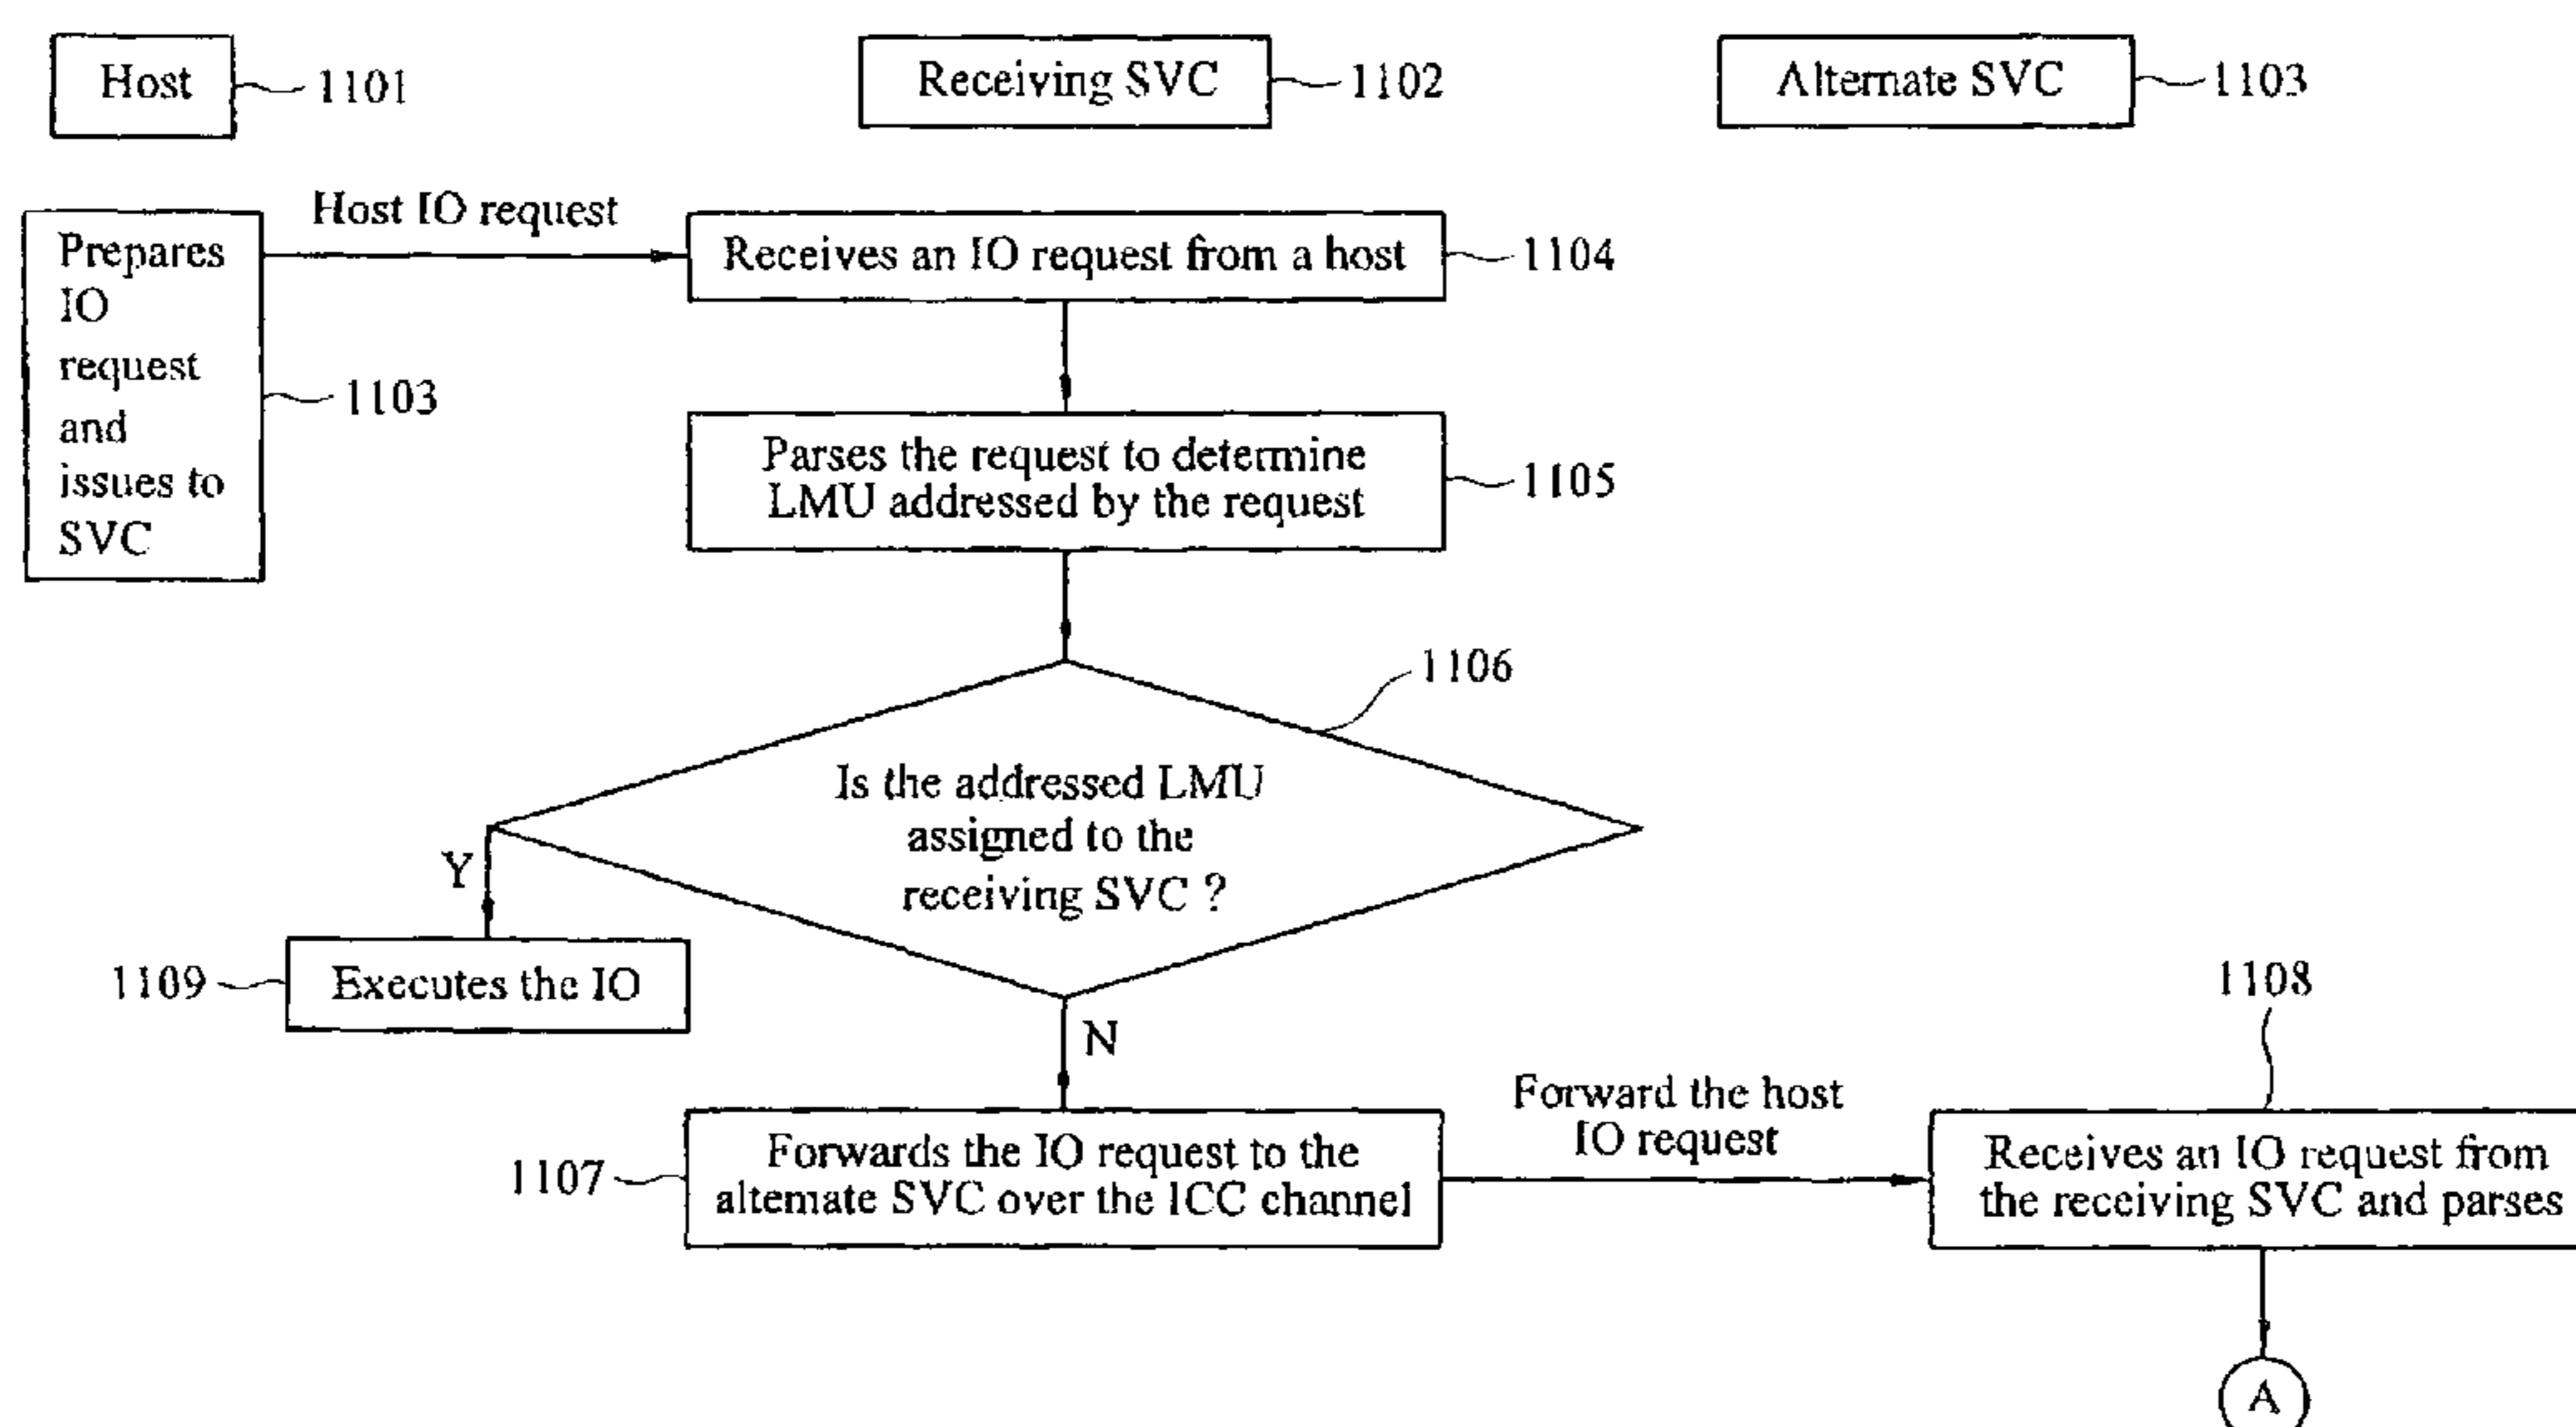 Host
1101
Receiving SVC
1102
Alternate SVC
1103
Host IO request
Prepares
IO
request
and
issues to
SVC
1103
Receives an IO request from a host
1104
Parses the request to determine
LMU addressed by the request
1105
1106
Is the addressed LMU
assigned to the
receiving SVC ?
Y
N
1109
Executes the IO
1107
Forwards the IO request to the
alternate SVC over the ICC channel
Forward the host
IO request
1108
Receives an IO request from
the receiving SVC and parses
A